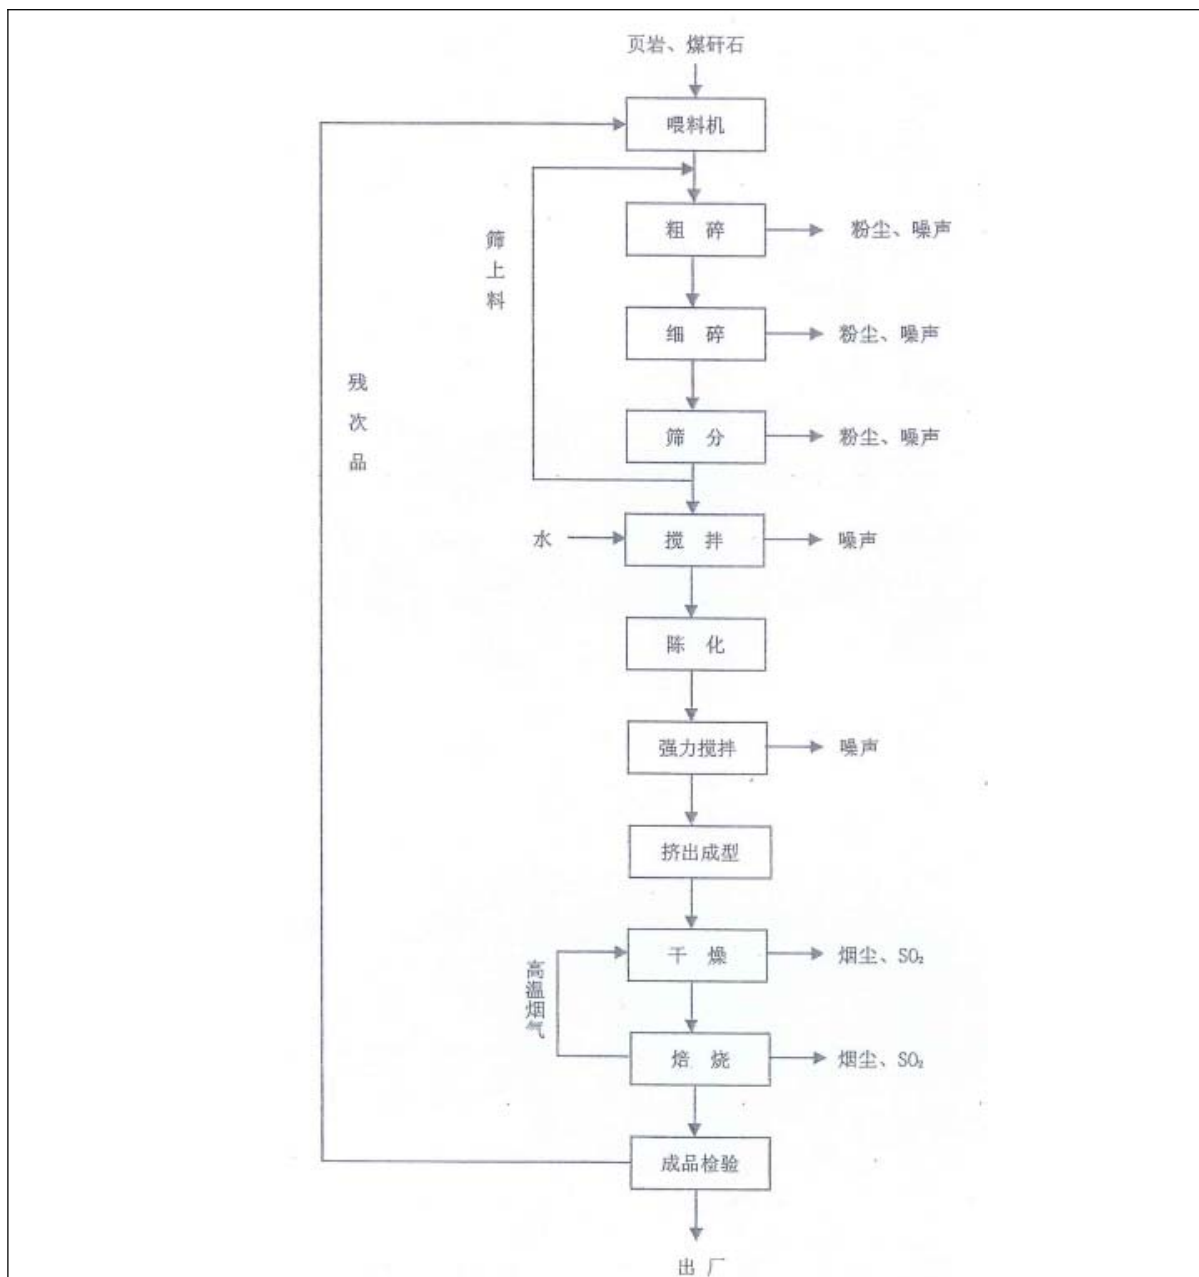 页岩、煤矸石
喂料机
粗 碎
粉尘、噪声
筛上料
细 碎
粉尘、噪声
残次品
筛 分
粉尘、噪声
水
搅 拌
噪声
陈 化
强力搅拌
噪声
挤出成型
干 燥
烟尘、SO₂
高温烟气
焙 烧
烟尘、SO₂
成品检验
出 厂